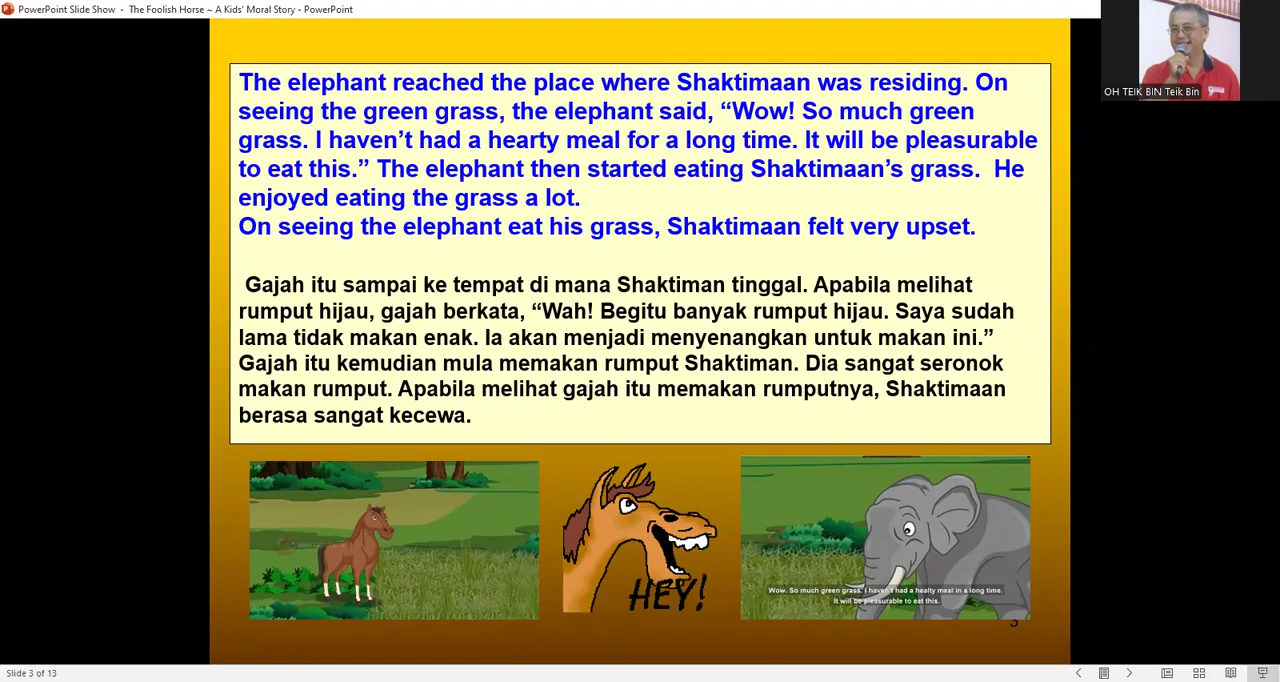 PowerPoint Slide Show - The Foolish Horse ~ A Kids' Moral Story - PowerPoint
OH TEIK BIN Teik Bin
The elephant reached the place where Shaktimaan was residing. On
seeing the green grass, the elephant said, “Wow! So much green
grass. I haven’t had a hearty meal for a long time. It will be pleasurable
to eat this.” The elephant then started eating Shaktimaan’s grass. He
enjoyed eating the grass a lot.
On seeing the elephant eat his grass, Shaktimaan felt very upset.
Gajah itu sampai ke tempat di mana Shaktiman tinggal. Apabila melihat
rumput hijau, gajah berkata, “Wah! Begitu banyak rumput hijau. Saya sudah
lama tidak makan enak. Ia akan menjadi menyenangkan untuk makan ini.”
Gajah itu kemudian mula memakan rumput Shaktiman. Dia sangat seronok
makan rumput. Apabila melihat gajah itu memakan rumputnya, Shaktimaan
berasa sangat kecewa.
HEY!
Wow. So much green grass. I haven't had a healty meal in a long time.
It will be pleasurable to eat this.
3
Slide 3 of 13